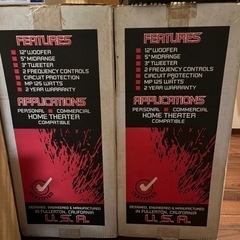 FEATURES
12" WOOFER
5" MIDRANGE
3" TWEETER
2 FREQUENCY CONTROLS
CIRCUIT PROTECTION
MP 125 WATTS
2 YEAR WARRANTY
APPLICATIONS
PERSONAL COMMERCIAL
HOME THEATER
COMPATIBLE
DESIGNED, ENGINEERED & MANUFACTURED
IN FULLERTON, CALIFORNIA
U.S.A.
FEATURES
12" WOOFER
5" MIDRANGE
3" TWEETER
2 FREQUENCY CONTROLS
CIRCUIT PROTECTION
MP 125 WATTS
2 YEAR WARRANTY
APPLICATIONS
PERSONAL COMMERCIAL
HOME THEATER
COMPATIBLE
DESIGNED, ENGINEERED & MANUFACTURED
IN FULLERTON, CALIFORNIA
U.S.A.